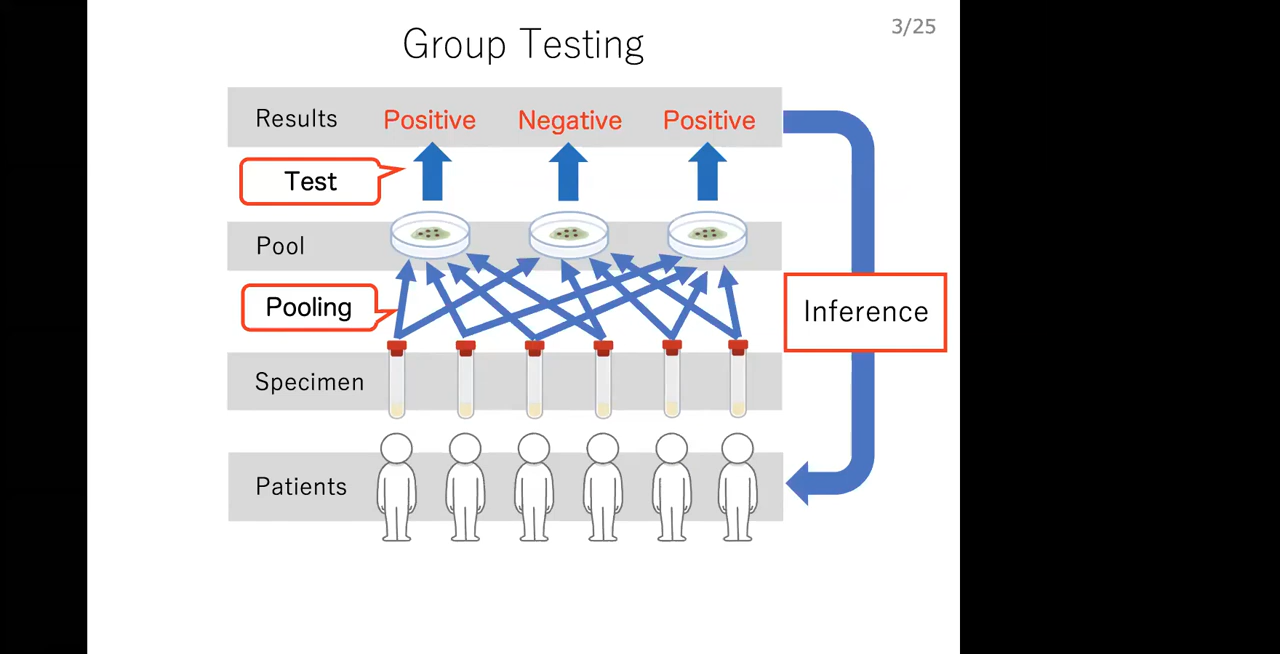 3/25
Group Testing
Results Positive Negative Positive
Test
Pool
Pooling
Inference
Specimen
Patients